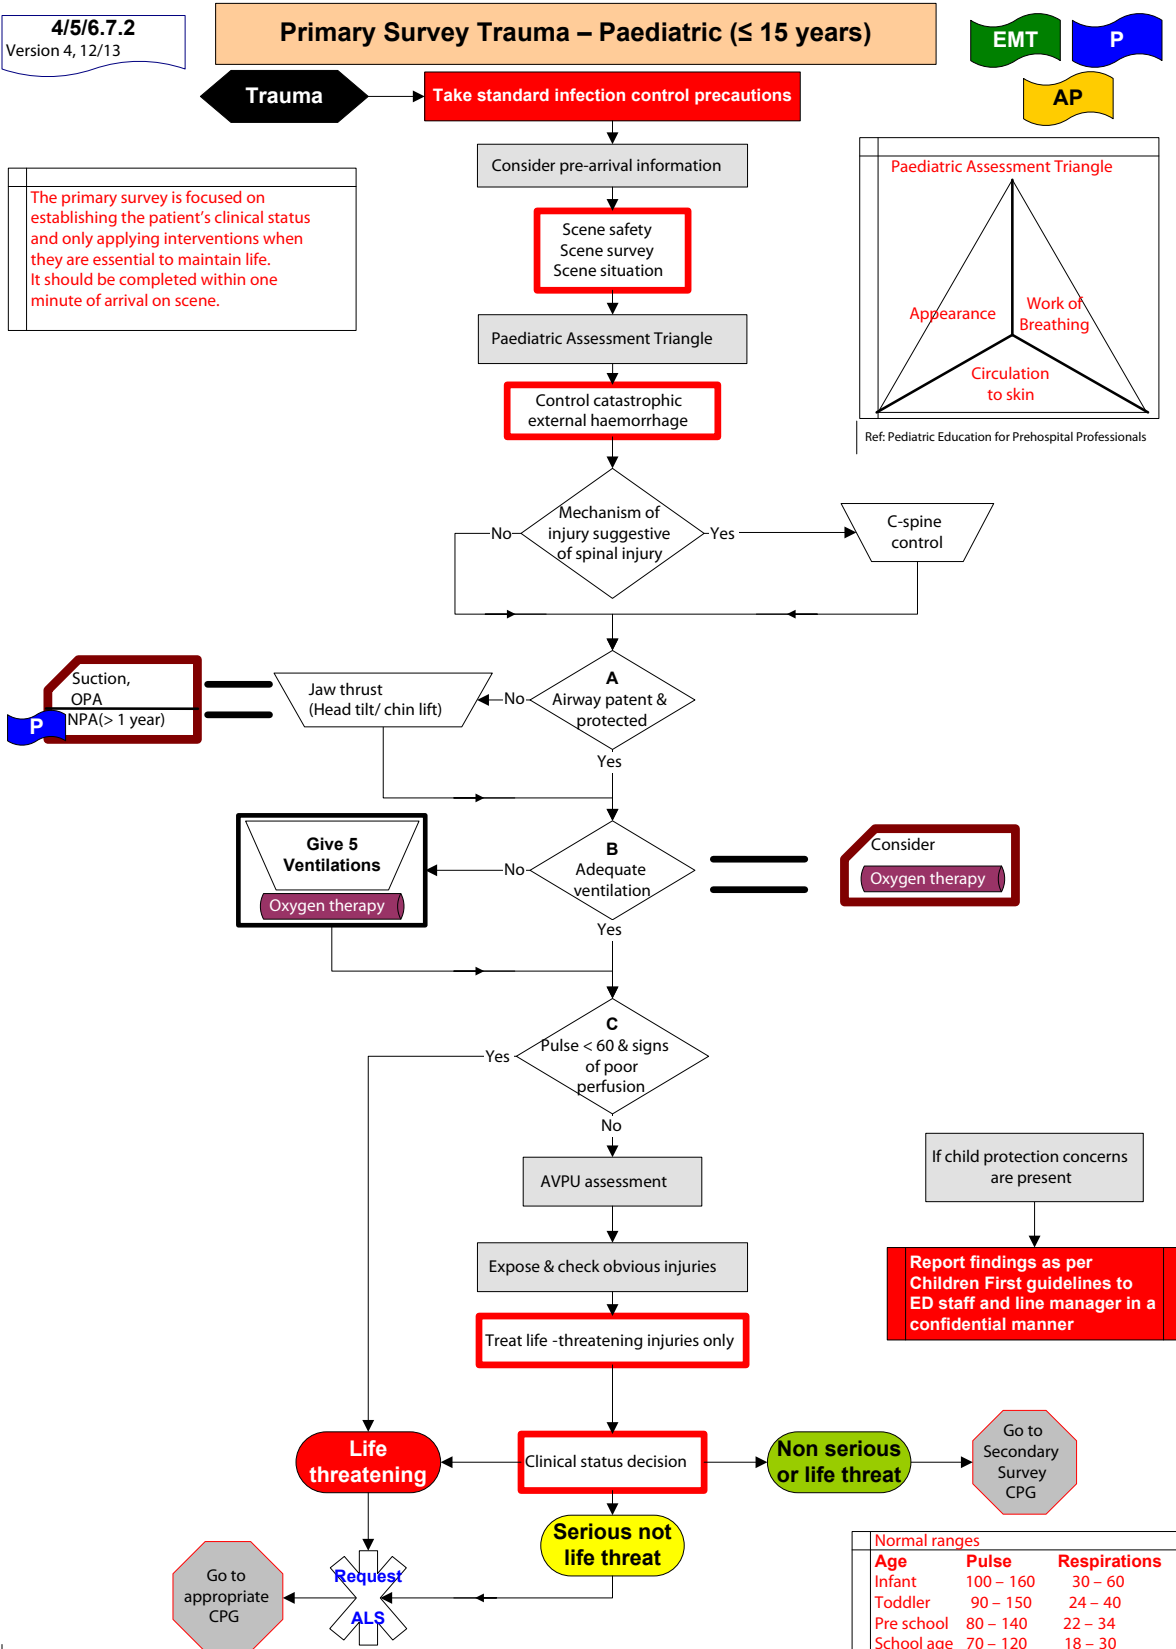 4/5/6.7.2
Version 4, 12/13
Primary Survey Trauma – Paediatric (≤ 15 years)
EMT
P
AP
Trauma
Take standard infection control precautions
Consider pre-arrival information
The primary survey is focused on
establishing the patient's clinical status
and only applying interventions when
they are essential to maintain life.
It should be completed within one
minute of arrival on scene.
Scene safety
Scene survey
Scene situation
Paediatric Assessment Triangle
Appearance
Work of
Breathing
Circulation
to skin
Ref: Pediatric Education for Prehospital Professionals
Paediatric Assessment Triangle
Control catastrophic
external haemorrhage
Mechanism of
injury suggestive
of spinal injury
No
Yes
C-spine
control
A
Airway patent &
protected
No
Jaw thrust
(Head tilt/ chin lift)
Suction,
OPA
P
NPA(> 1 year)
Yes
B
Adequate
ventilation
No
Give 5
Ventilations
Oxygen therapy
Consider
Oxygen therapy
Yes
C
Pulse < 60 & signs
of poor
perfusion
Yes
No
AVPU assessment
If child protection concerns
are present
Expose & check obvious injuries
Report findings as per
Children First guidelines to
ED staff and line manager in a
confidential manner
Treat life -threatening injuries only
Life
threatening
Clinical status decision
Non serious
or life threat
Go to
Secondary
Survey
CPG
Serious not
life threat
Request
ALS
Go to
appropriate
CPG
Normal ranges
Age Pulse Respirations
Infant 100 – 160 30 – 60
Toddler 90 – 150 24 – 40
Pre school 80 – 140 22 – 34
School age 70 – 120 18 – 30